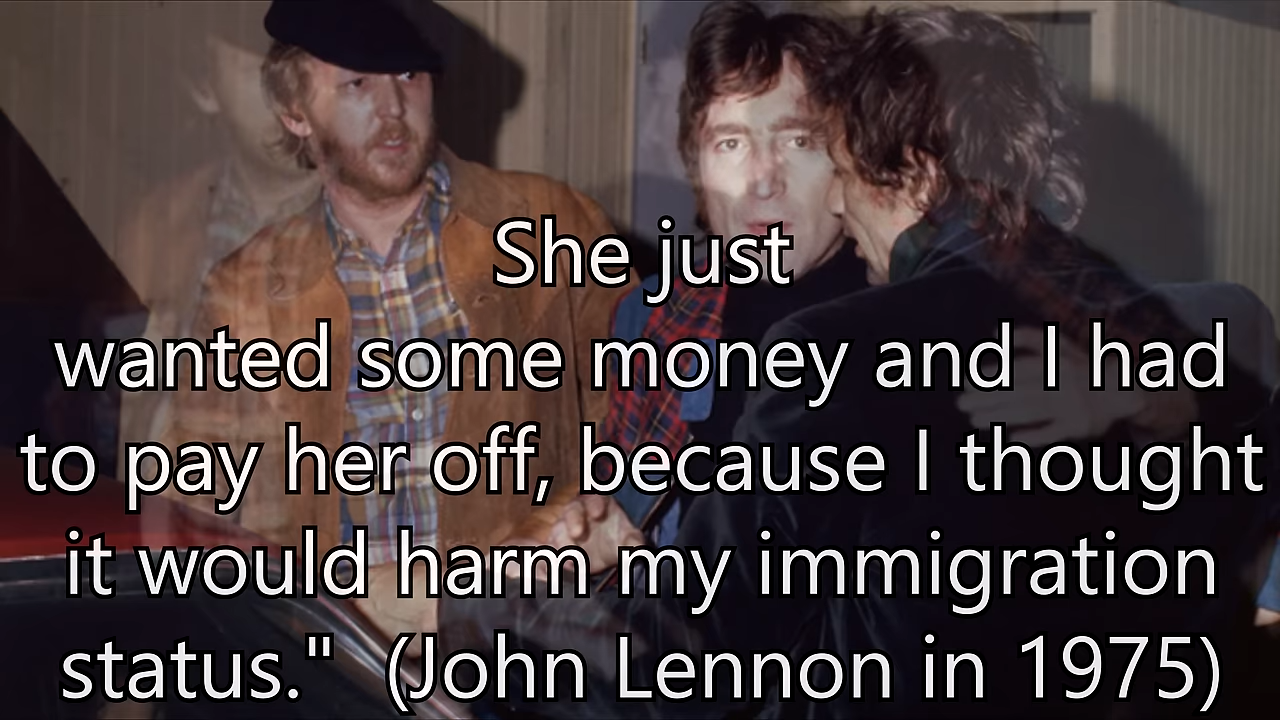 She just
wanted some money and I had
to pay her off, because I thought
it would harm my immigration
status."  (John Lennon in 1975)